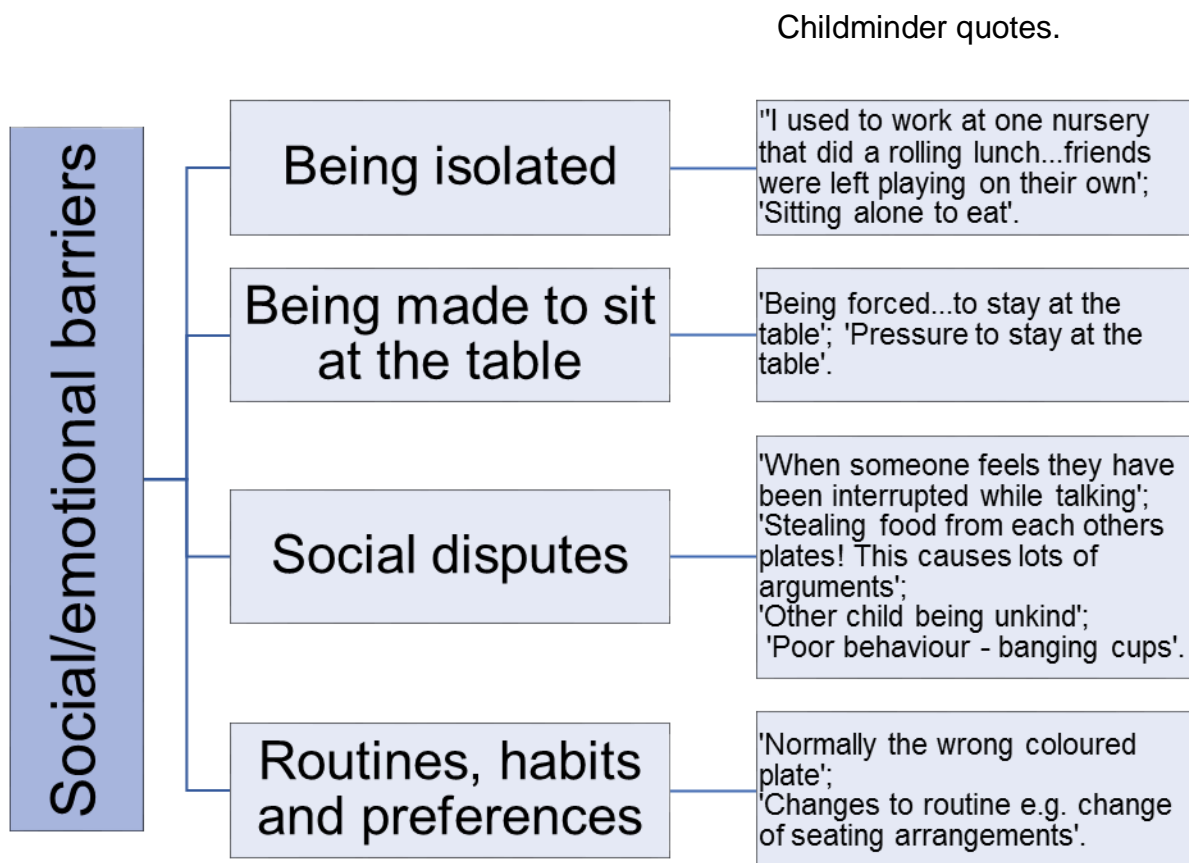 Childminder quotes.
Social/emotional barriers
Being isolated
"I used to work at one nursery
that did a rolling lunch...friends
were left playing on their own';
'Sitting alone to eat'.
Being made to sit
at the table
'Being forced...to stay at the
table'; 'Pressure to stay at the
table'.
Social disputes
'When someone feels they have
been interrupted while talking';
'Stealing food from each others
plates! This causes lots of
arguments';
'Other child being unkind';
'Poor behaviour - banging cups'.
Routines, habits
and preferences
'Normally the wrong coloured
plate';
'Changes to routine e.g. change
of seating arrangements'.